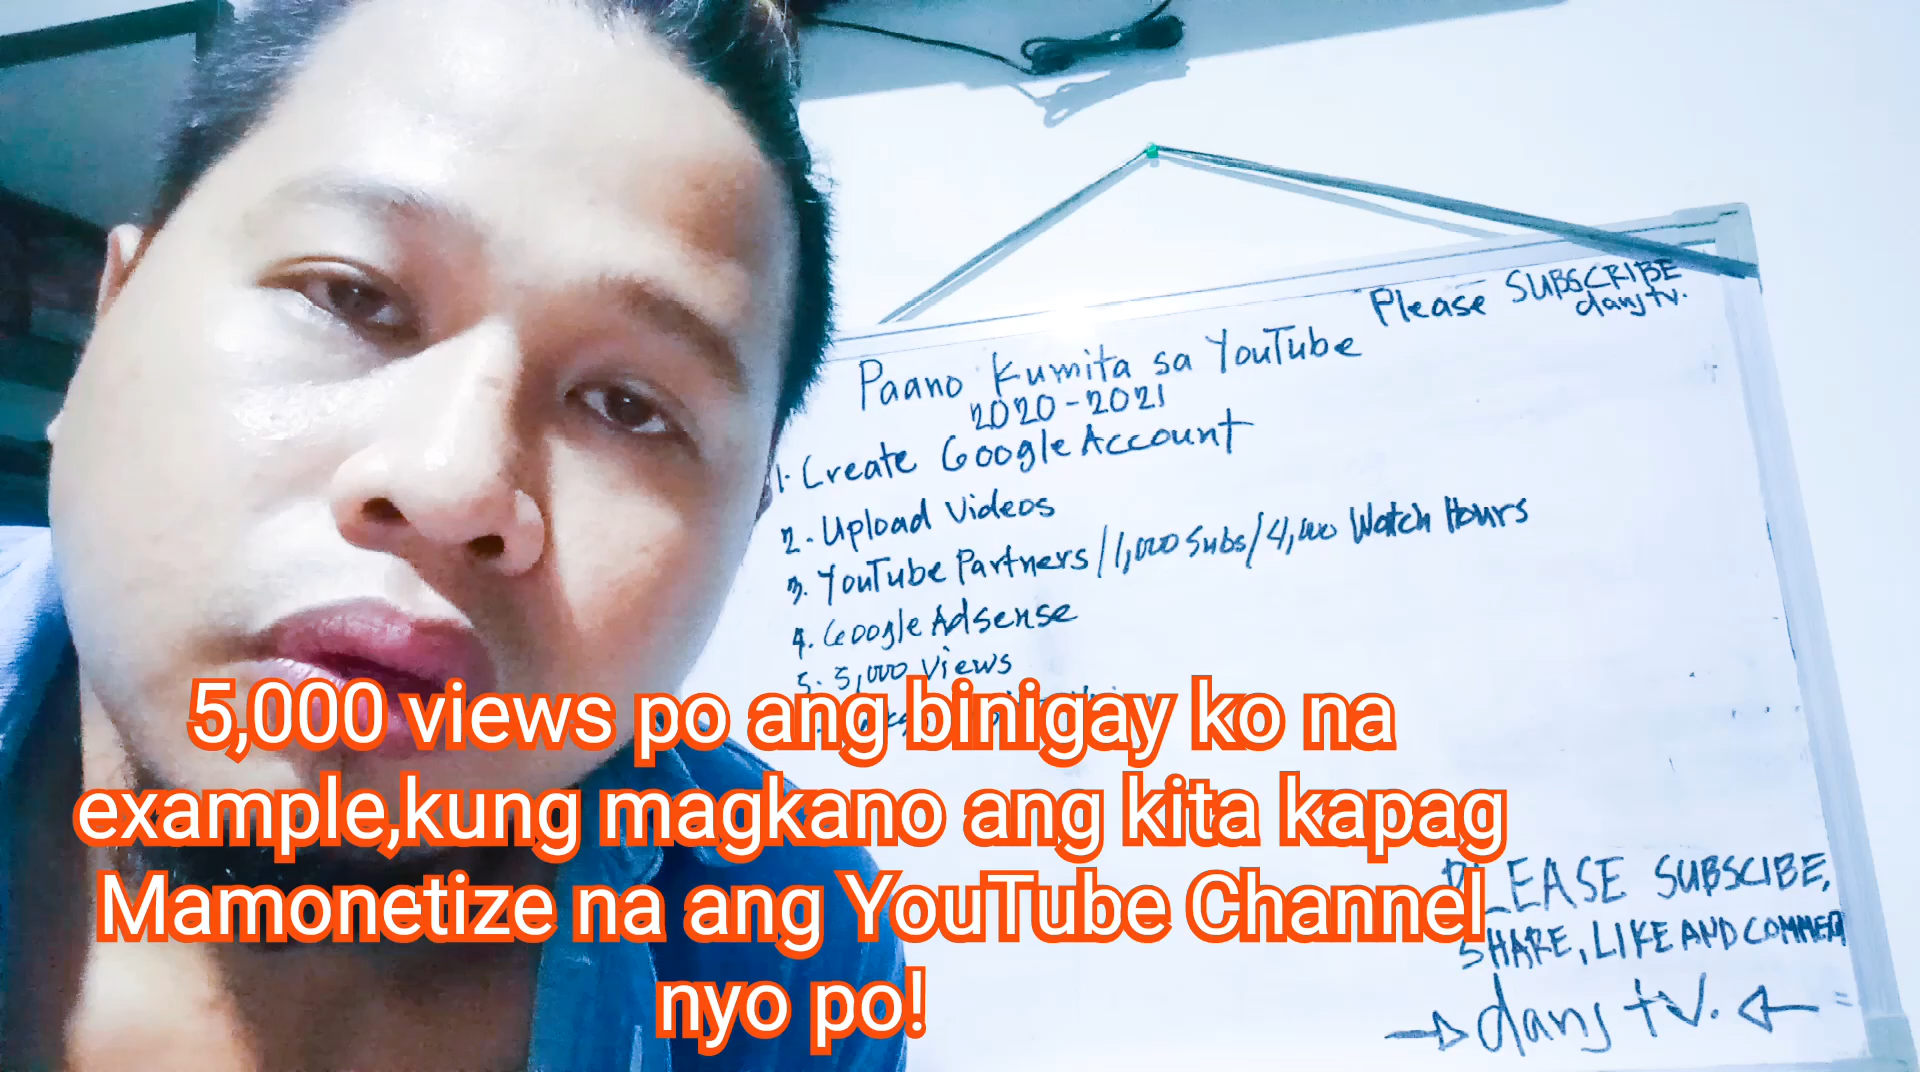 Please SUBSCRIBE
danj tv.
Paano Kumita sa YouTube
2020-2021
1. Create Google Account
2. Upload Videos
3. YouTube Partners/1,000 Subs/4,000 Watch Hours
4. Google Adsense
5. 5,000 Views
5,000 views po ang binigay ko na
example,kung magkano ang kita kapag
Mamonetize na ang YouTube Channel
nyo po!
PLEASE SUBSCIBE,
SHARE, LIKE AND COMMENT
danj tv.